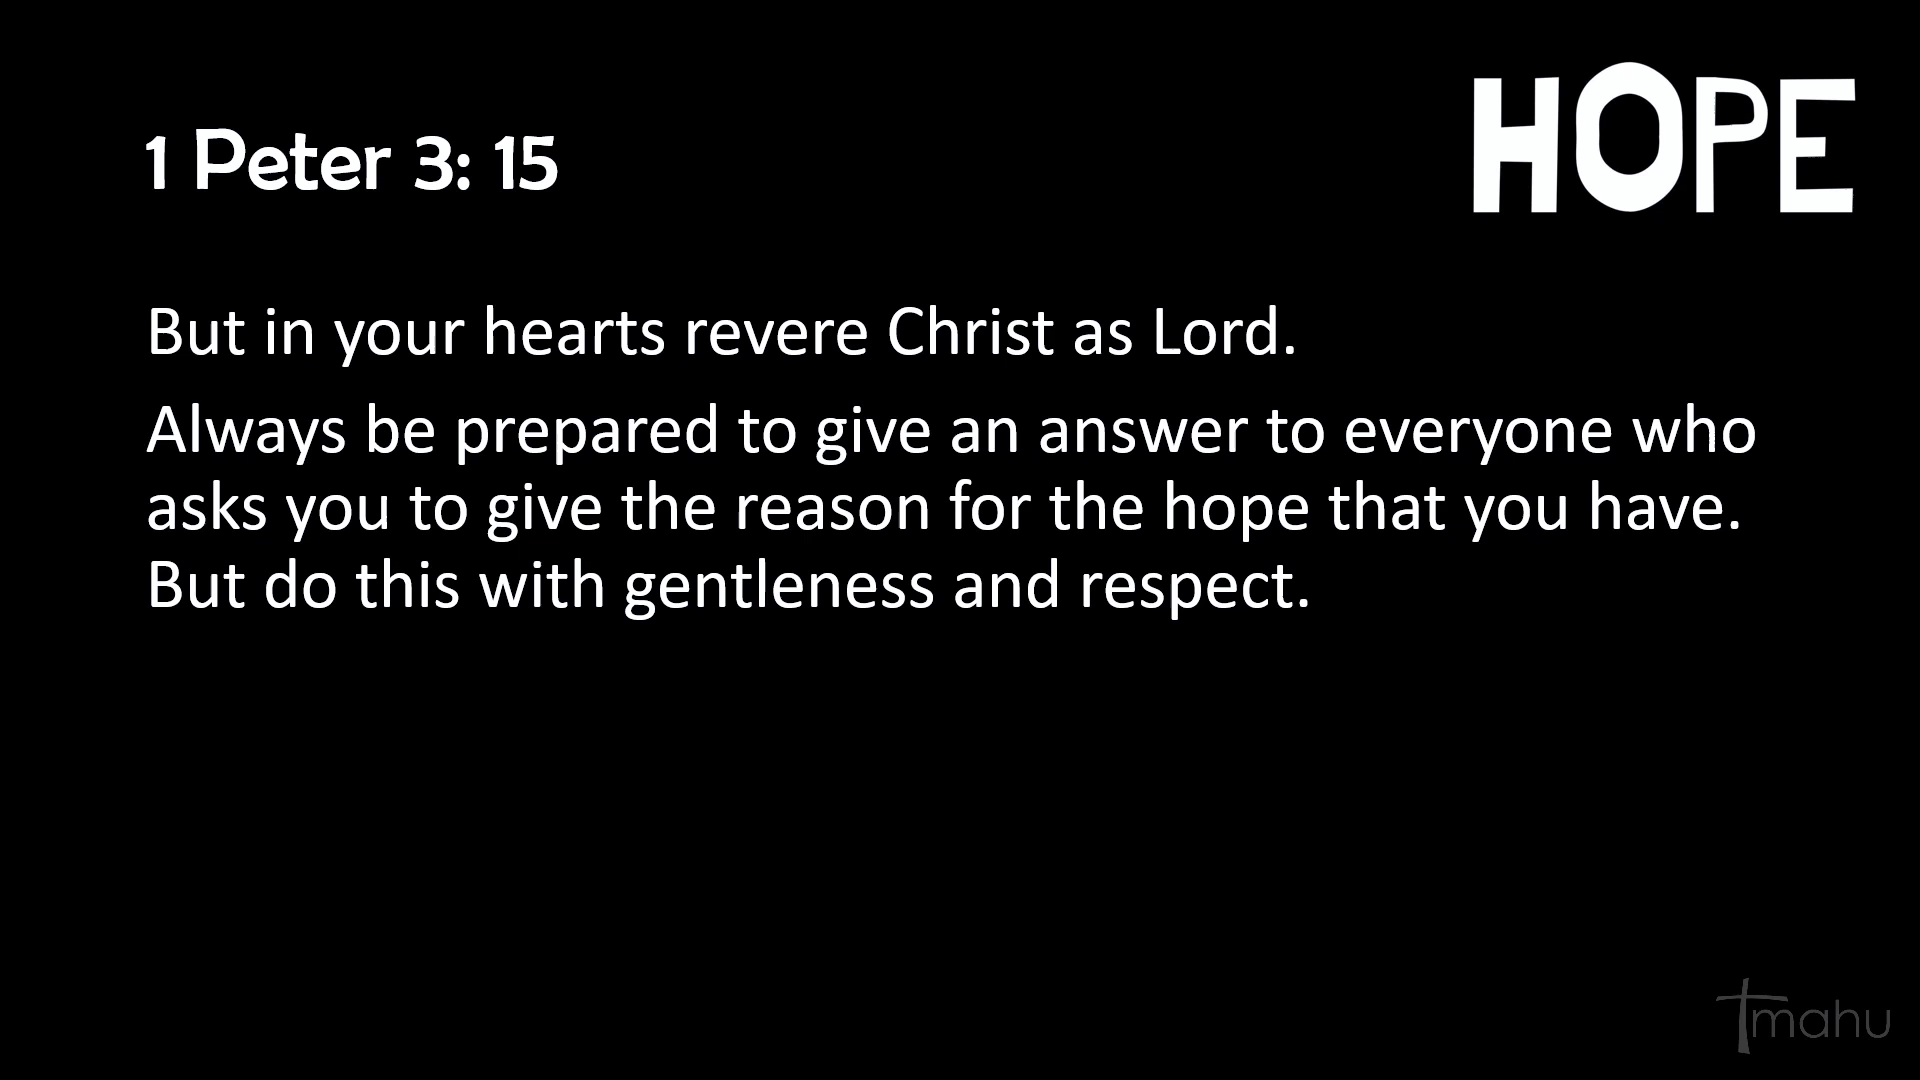 HOPE
1 Peter 3: 15
But in your hearts revere Christ as Lord.
Always be prepared to give an answer to everyone who
asks you to give the reason for the hope that you have.
But do this with gentleness and respect.
mahu